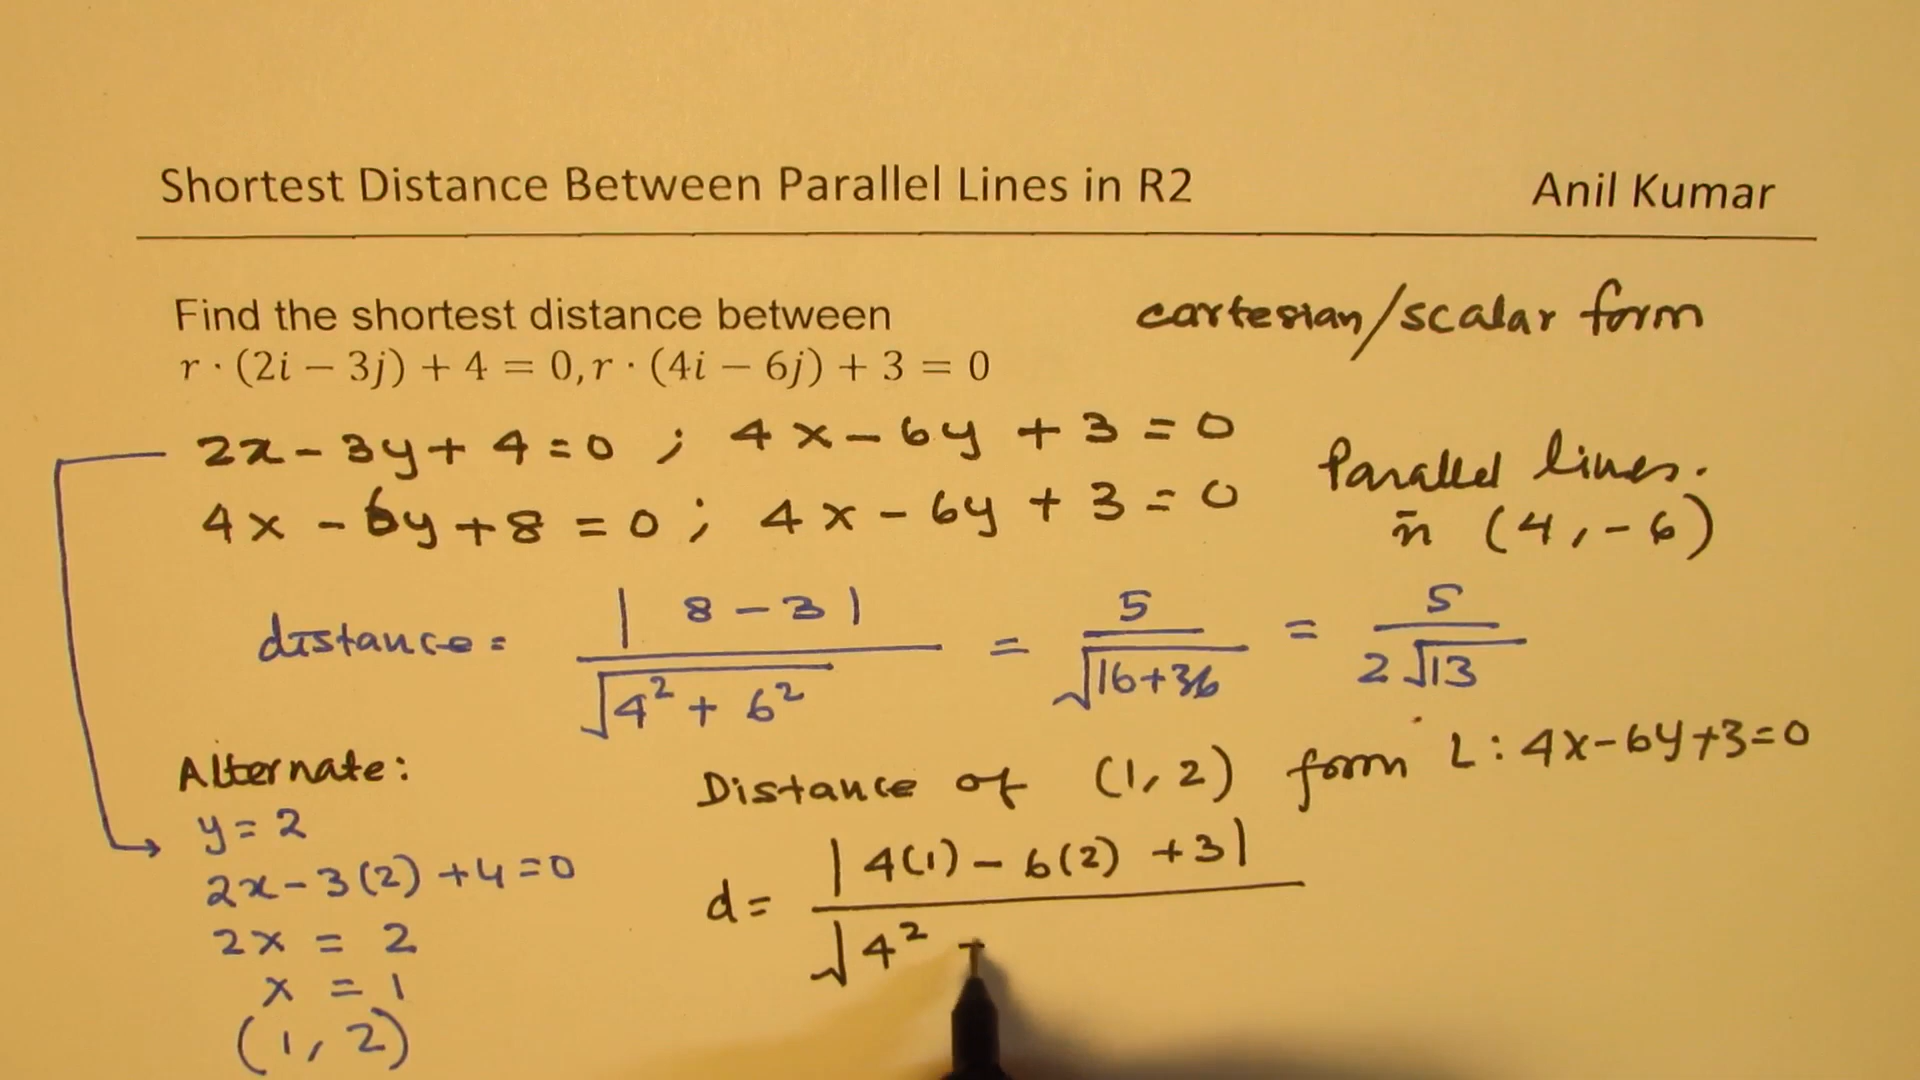 Shortest Distance Between Parallel Lines in R2 Anil Kumar
Find the shortest distance between
r · (2i − 3j) + 4 = 0, r · (4i − 6j) + 3 = 0
cartesian/scalar form
2x - 3y + 4 = 0 ; 4x - 6y + 3 = 0
4x - 6y + 8 = 0 ; 4x - 6y + 3 = 0
Parallel lines.
n̄ (4, -6)
distance = |8 - 3| / √(4² + 6²) = 5 / √(16+36) = 5 / 2√13
Alternate:
y = 2
2x - 3(2) + 4 = 0
2x = 2
x = 1
(1, 2)
Distance of (1, 2) form L : 4x - 6y + 3 = 0
d = |4(1) - 6(2) + 3| / √4² +